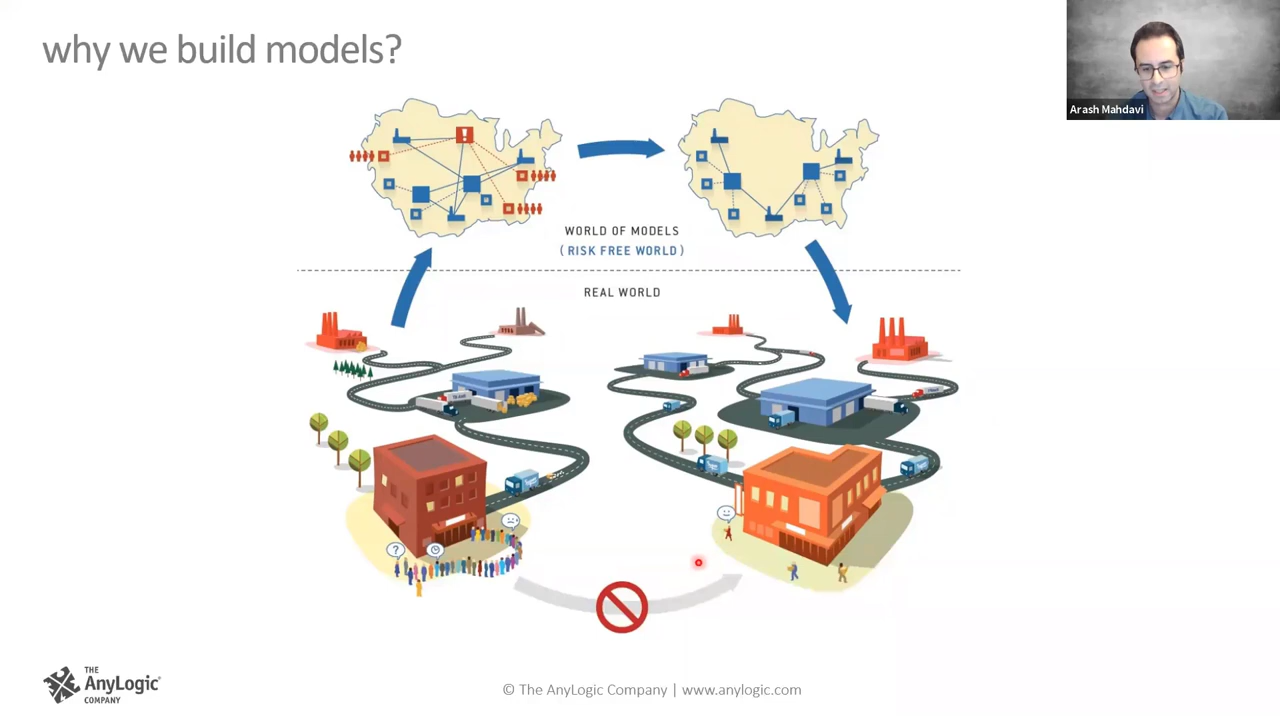 why we build models?
Arash Mahdavi
!
WORLD OF MODELS
(RISK FREE WORLD)
REAL WORLD
?
THE
AnyLogic
COMPANY
© The AnyLogic Company | www.anylogic.com